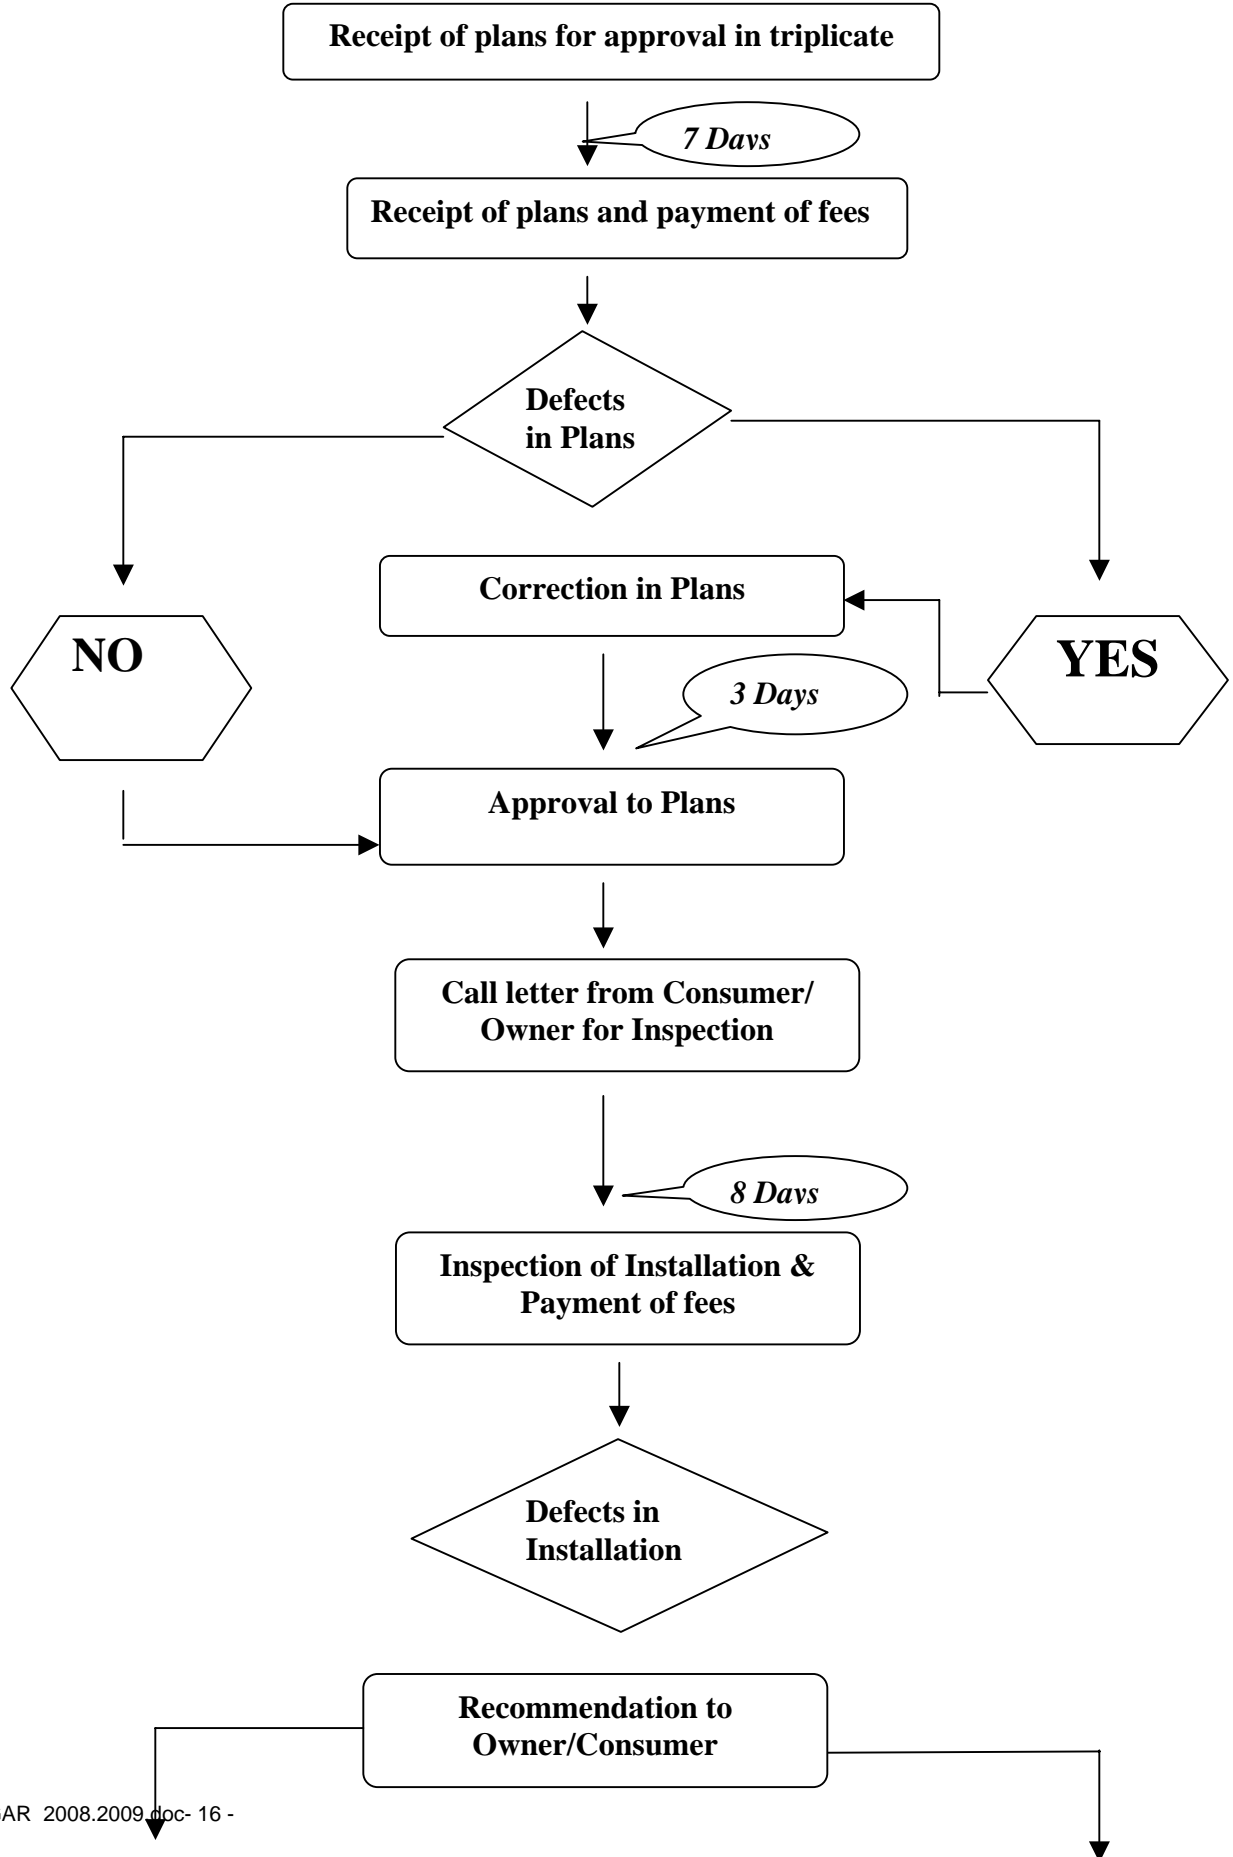 Receipt of plans for approval in triplicate
7 Days
Receipt of plans and payment of fees
Defects
in Plans
Correction in Plans
NO
YES
3 Days
Approval to Plans
Call letter from Consumer/
Owner for Inspection
8 Days
Inspection of Installation &
Payment of fees
Defects in
Installation
Recommendation to
Owner/Consumer
AR 2008.2009.doc- 16 -